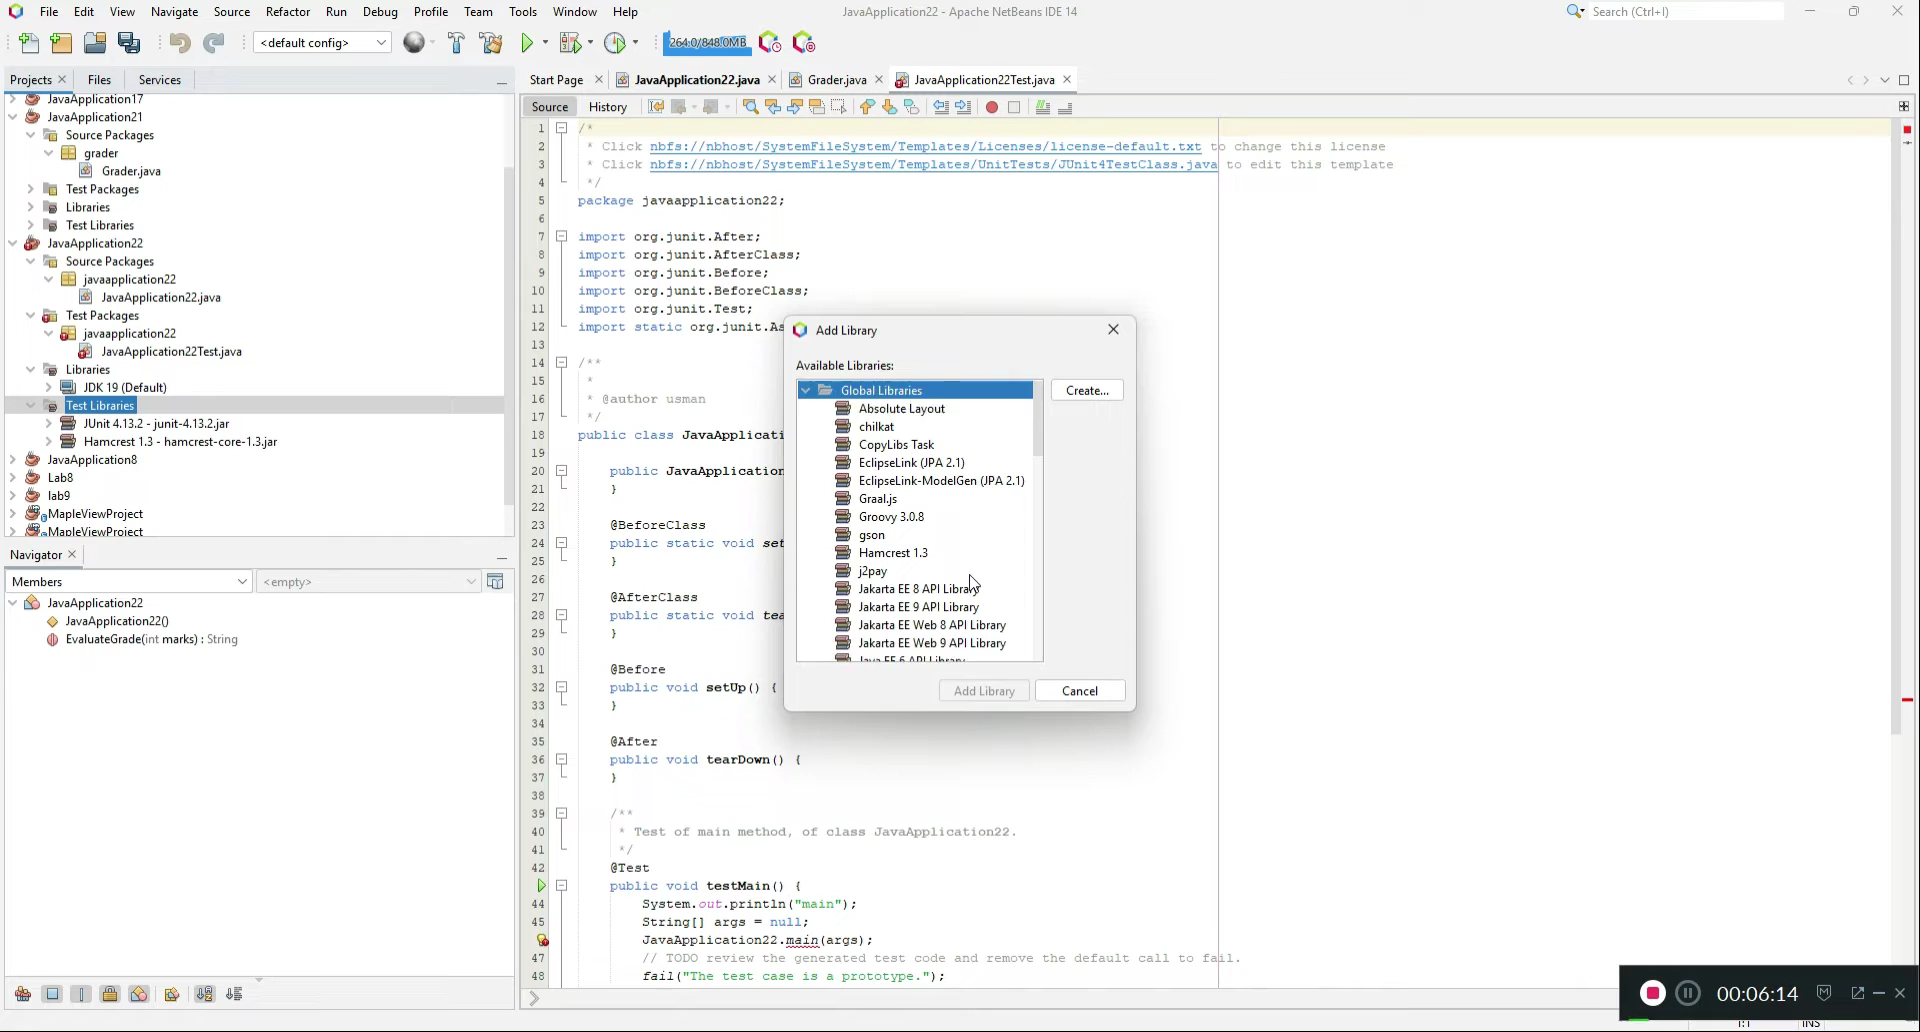 File Edit View Navigate Source Refactor Run Debug Profile Team Tools Window Help
JavaApplication22 - Apache NetBeans IDE 14
Search (Ctrl+I)
<default config>
264.0/848.0MB
Projects Files Services
JavaApplication17
JavaApplication21
Source Packages
grader
Grader.java
Test Packages
Libraries
Test Libraries
JavaApplication22
Source Packages
javaapplication22
JavaApplication22.java
Test Packages
javaapplication22
JavaApplication22Test.java
Libraries
JDK 19 (Default)
Test Libraries
JUnit 4.13.2 - junit-4.13.2.jar
Hamcrest 1.3 - hamcrest-core-1.3.jar
JavaApplication8
Lab8
lab9
MapleViewProject
MapleViewProject
Navigator
Members
<empty>
JavaApplication22
JavaApplication22()
EvaluateGrade(int marks) : String
Start Page JavaApplication22.java Grader.java JavaApplication22Test.java
Source History
1 /*
2 * Click nbfs://nbhost/SystemFileSystem/Templates/Licenses/license-default.txt to change this license
3 * Click nbfs://nbhost/SystemFileSystem/Templates/UnitTests/JUnit4TestClass.java to edit this template
4 */
5 package javaapplication22;
6
7 import org.junit.After;
8 import org.junit.AfterClass;
9 import org.junit.Before;
10 import org.junit.BeforeClass;
11 import org.junit.Test;
12 import static org.junit.As
13
14 /**
15 *
16 * @author usman
17 */
18 public class JavaApplicati
19
20 public JavaApplication
21 }
22
23 @BeforeClass
24 public static void set
25 }
26
27 @AfterClass
28 public static void tea
29 }
30
31 @Before
32 public void setUp() {
33 }
34
35 @After
36 public void tearDown() {
37 }
38
39 /**
40 * Test of main method, of class JavaApplication22.
41 */
42 @Test
public void testMain() {
44 System.out.println("main");
45 String[] args = null;
JavaApplication22.main(args);
47 // TODO review the generated test code and remove the default call to fail.
48 fail("The test case is a prototype.");
Add Library
Available Libraries:
Global Libraries
Absolute Layout
chilkat
CopyLibs Task
EclipseLink (JPA 2.1)
EclipseLink-ModelGen (JPA 2.1)
Graal.js
Groovy 3.0.8
gson
Hamcrest 1.3
j2pay
Jakarta EE 8 API Library
Jakarta EE 9 API Library
Jakarta EE Web 8 API Library
Jakarta EE Web 9 API Library
Java EE 6 API Library
Create...
Add Library Cancel
00:06:14
1:1 INS